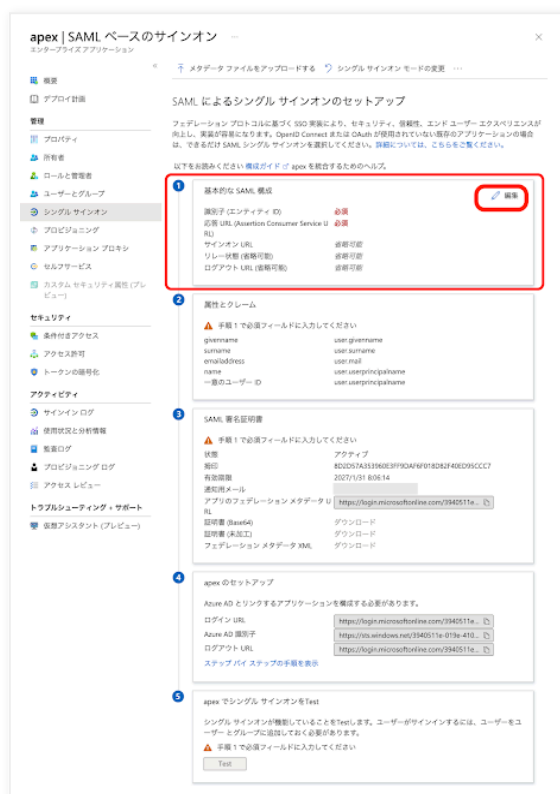 apex | SAML ベースのサインオン
エンタープライズ アプリケーション
概要
デプロイ計画
管理
プロパティ
所有者
ロールと管理者
ユーザーとグループ
シングル サインオン
プロビジョニング
アプリケーション プロキシ
セルフサービス
カスタム セキュリティ属性 (プレ
ビュー)
セキュリティ
条件付きアクセス
アクセス許可
トークンの暗号化
アクティビティ
サインイン ログ
使用状況と分析情報
監査ログ
プロビジョニング ログ
アクセス レビュー
トラブルシューティング + サポート
仮想アシスタント (プレビュー)
メタデータ ファイルをアップロードする シングル サインオン モードの変更 …
SAML によるシングル サインオンのセットアップ
フェデレーション プロトコルに基づく SSO 実装により、セキュリティ、信頼性、エンド ユーザー エクスペリエンスが
向上し、実装が容易になります。OpenID Connect または OAuth が使用されていない既存のアプリケーションの場合
は、できるだけ SAML シングル サインオンを選択してください。詳細については、こちらをご覧ください。
以下をお読みください 構成ガイド apex を統合するためのヘルプ。
1
基本的な SAML 構成
編集
識別子 (エンティティ ID) 必須
応答 URL (Assertion Consumer Service U 必須
RL)
サインオン URL 省略可能
リレー状態 (省略可能) 省略可能
ログアウト URL (省略可能) 省略可能
2
属性とクレーム
手順 1 で必須フィールドに入力してください
givenname user.givenname
surname user.surname
emailaddress user.mail
name user.userprincipalname
一意のユーザー ID user.userprincipalname
3
SAML 署名証明書
手順 1 で必須フィールドに入力してください
状態 アクティブ
拇印 8D2D57A353960E3FF9DAF6F018D82F40ED95CCC7
有効期限 2027/1/31 8:06:14
通知用メール
アプリのフェデレーション メタデータ U https://login.microsoftonline.com/3940511e...
RL
証明書 (Base64) ダウンロード
証明書 (未加工) ダウンロード
フェデレーション メタデータ XML ダウンロード
4
apex のセットアップ
Azure AD とリンクするアプリケーションを構成する必要があります。
ログイン URL https://login.microsoftonline.com/3940511e...
Azure AD 識別子 https://sts.windows.net/3940511e-019e-410...
ログアウト URL https://login.microsoftonline.com/3940511e...
ステップ バイ ステップの手順を表示
5
apex でシングル サインオンをTest
シングル サインオンが機能していることをTestします。ユーザーがサインインするには、ユーザーをユ
ーザー とグループに追加しておく必要があります。
手順 1 で必須フィールドに入力してください
Test